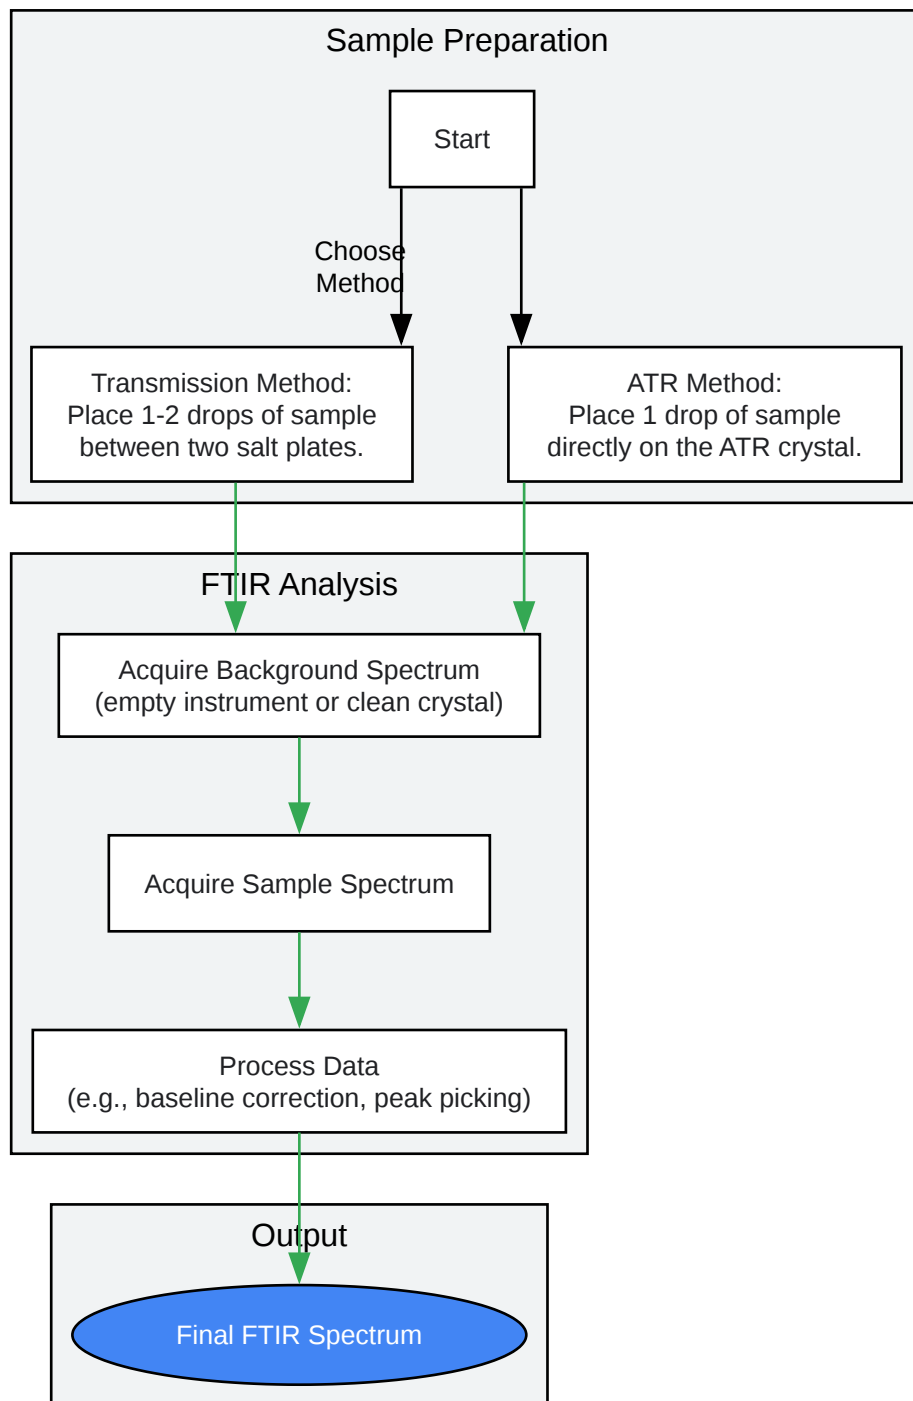 Sample Preparation
Start
Choose
Method
Transmission Method:
Place 1-2 drops of sample
between two salt plates.
ATR Method:
Place 1 drop of sample
directly on the ATR crystal.
FTIR Analysis
Acquire Background Spectrum
(empty instrument or clean crystal)
Acquire Sample Spectrum
Process Data
(e.g., baseline correction, peak picking)
Output
Final FTIR Spectrum